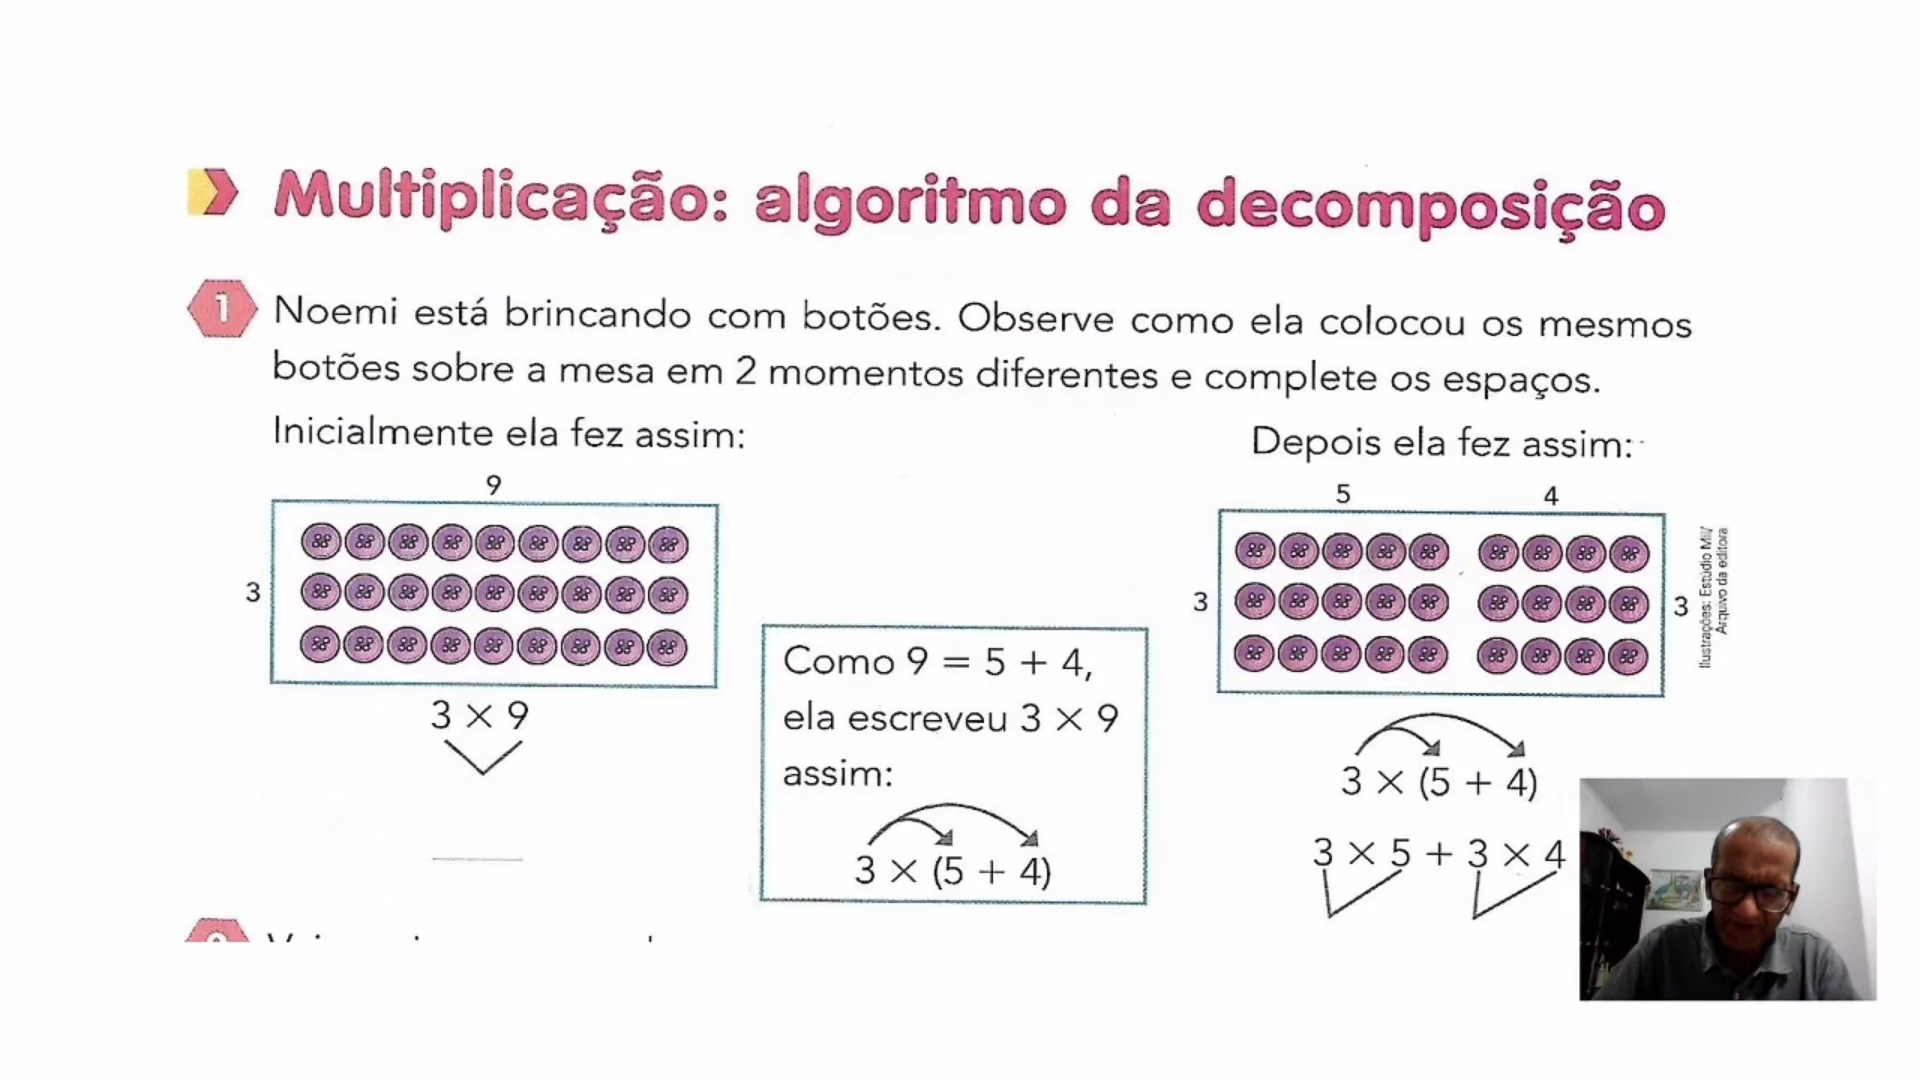 Multiplicação: algoritmo da decomposição
1 Noemi está brincando com botões. Observe como ela colocou os mesmos
botões sobre a mesa em 2 momentos diferentes e complete os espaços.
Inicialmente ela fez assim:
9
3
3 × 9
Como 9 = 5 + 4,
ela escreveu 3 × 9
assim:
3 × (5 + 4)
Depois ela fez assim:
5 4
3 3
3 × (5 + 4)
3 × 5 + 3 × 4
Ilustrações: Estúdio Mil/
Arquivo da editora